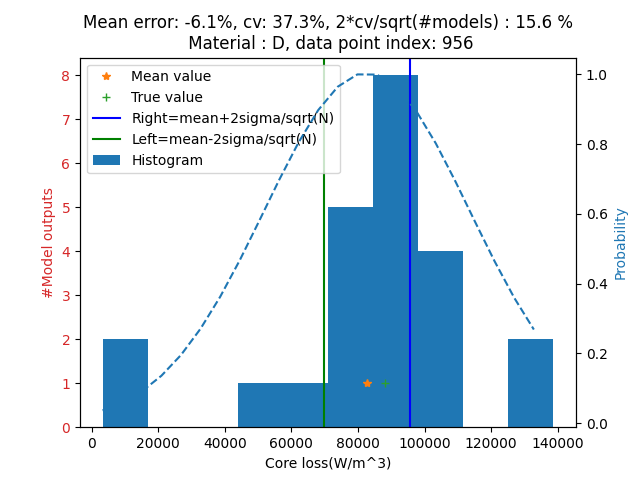 Mean error: -6.1%, cv: 37.3%, 2*cv/sqrt(#models) : 15.6 %
Material : D, data point index: 956
Mean value
True value
Right=mean+2sigma/sqrt(N)
Left=mean-2sigma/sqrt(N)
Histogram
#Model outputs
8
7
6
5
4
3
2
1
0
1.0
0.8
0.6
0.4
0.2
0.0
Probability
0 20000 40000 60000 80000 100000 120000 140000
Core loss(W/m^3)